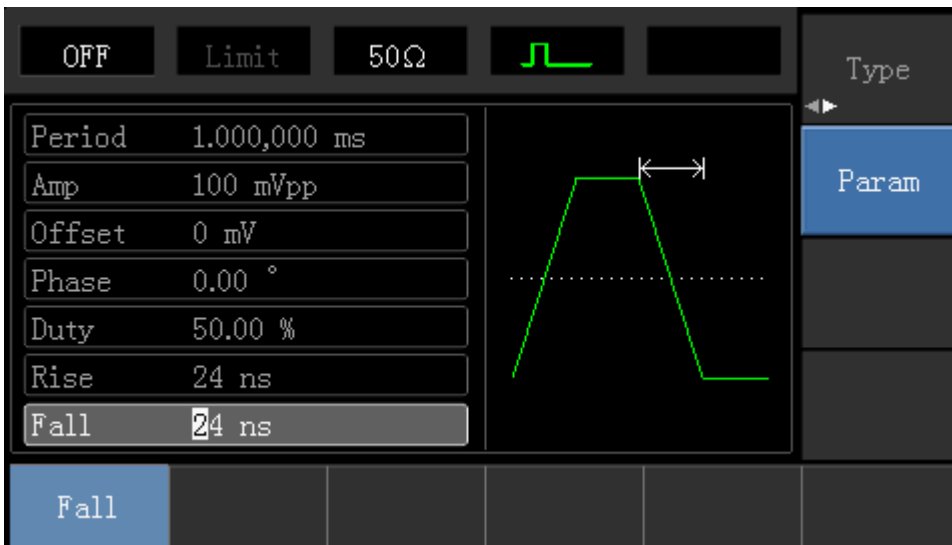 OFF Limit 50Ω Type
Period 1.000,000 ms
Amp 100 mVpp
Param
Offset 0 mV
Phase 0.00 °
Duty 50.00 %
Rise 24 ns
Fall 24 ns
Fall